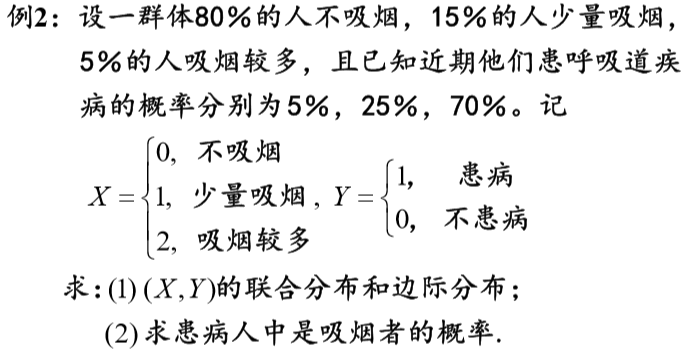 例2：设一群体80%的人不吸烟，15%的人少量吸烟，
5%的人吸烟较多，且已知近期他们患呼吸道疾
病的概率分别为5%，25%，70%。记
X = {0, 不吸烟 1, 少量吸烟 2, 吸烟较多 , Y = {1, 患病 0, 不患病
求：(1) (X,Y)的联合分布和边际分布；
(2) 求患病人中是吸烟者的概率.